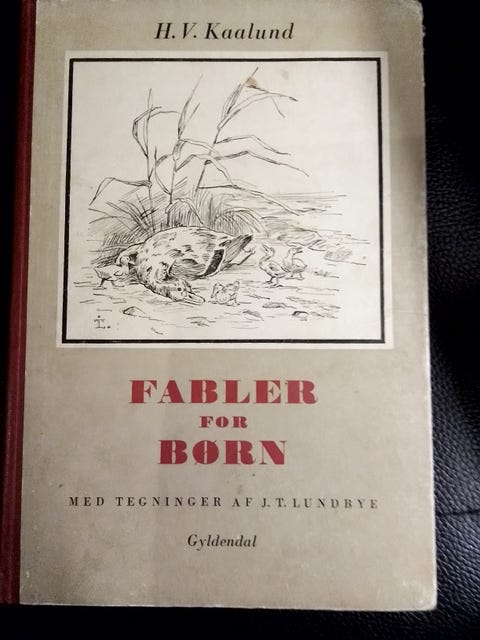 H. V. Kaalund
FABLER
FOR
BØRN
MED TEGNINGER AF J. T. LUNDBYE
Gyldendal